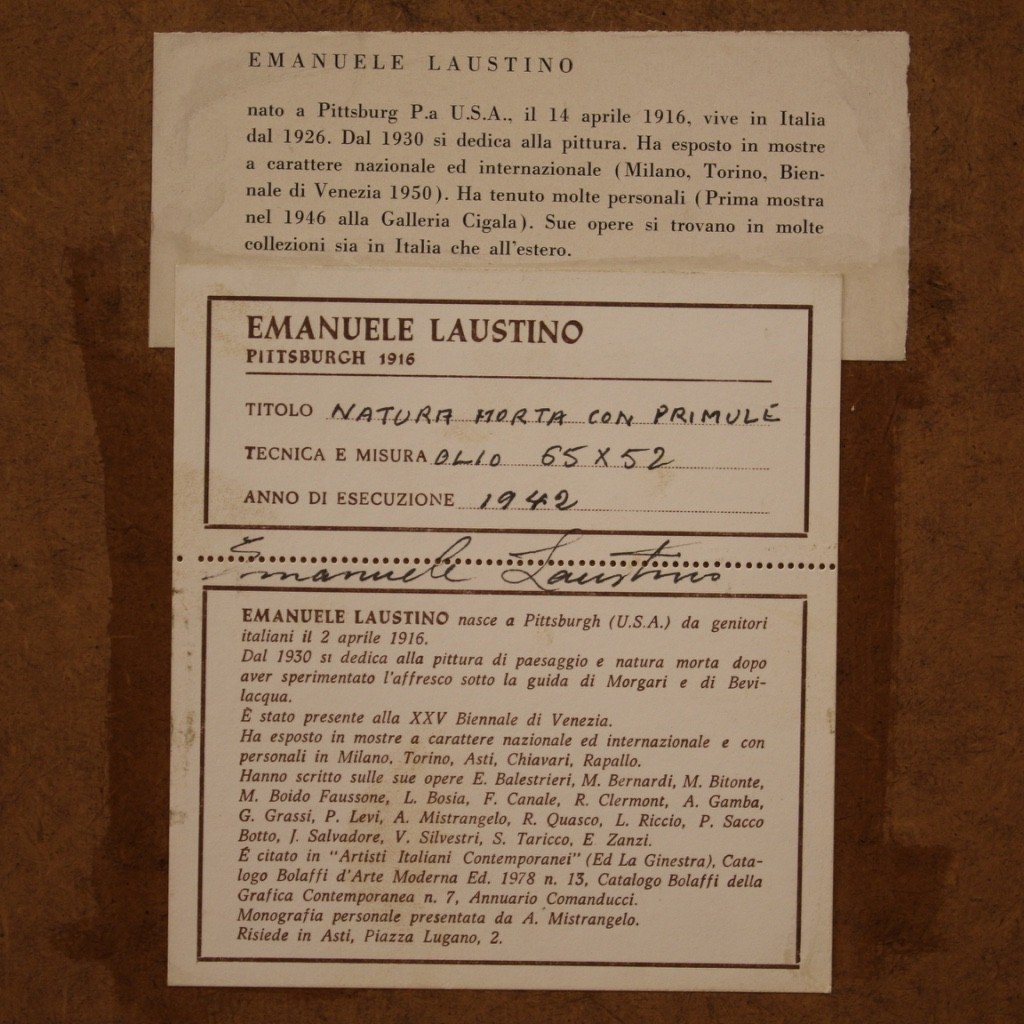 EMANUELE LAUSTINO
nato a Pittsburg P.a U.S.A., il 14 aprile 1916, vive in Italia
dal 1926. Dal 1930 si dedica alla pittura. Ha esposto in mostre
a carattere nazionale ed internazionale (Milano, Torino, Bien-
nale di Venezia 1950). Ha tenuto molte personali (Prima mostra
nel 1946 alla Galleria Cigala). Sue opere si trovano in molte
collezioni sia in Italia che all'estero.
EMANUELE LAUSTINO
PITTSBURGH 1916
TITOLO NATURA MORTA CON PRIMULE
TECNICA E MISURA OLIO 65 X 52
ANNO DI ESECUZIONE 1942
Emanuele Laustino
EMANUELE LAUSTINO nasce a Pittsburgh (U.S.A.) da genitori
italiani il 2 aprile 1916.
Dal 1930 si dedica alla pittura di paesaggio e natura morta dopo
aver sperimentato l'affresco sotto la guida di Morgari e di Bevi-
lacqua.
È stato presente alla XXV Biennale di Venezia.
Ha esposto in mostre a carattere nazionale ed internazionale e con
personali in Milano, Torino, Asti, Chiavari, Rapallo.
Hanno scritto sulle sue opere E. Balestrieri, M. Bernardi, M. Bitonte,
M. Boido Faussone, L. Bosia, F. Canale, R. Clermont, A. Gamba,
G. Grassi, P. Levi, A. Mistrangelo, R. Quasco, L. Riccio, P. Sacco
Botto, J. Salvadore, V. Silvestri, S. Taricco, E. Zanzi.
É citato in "Artisti Italiani Contemporanei" (Ed La Ginestra), Cata-
logo Bolaffi d'Arte Moderna Ed. 1978 n. 13, Catalogo Bolaffi della
Grafica Contemporanea n. 7, Annuario Comanducci.
Monografia personale presentata da A. Mistrangelo.
Risiede in Asti, Piazza Lugano, 2.